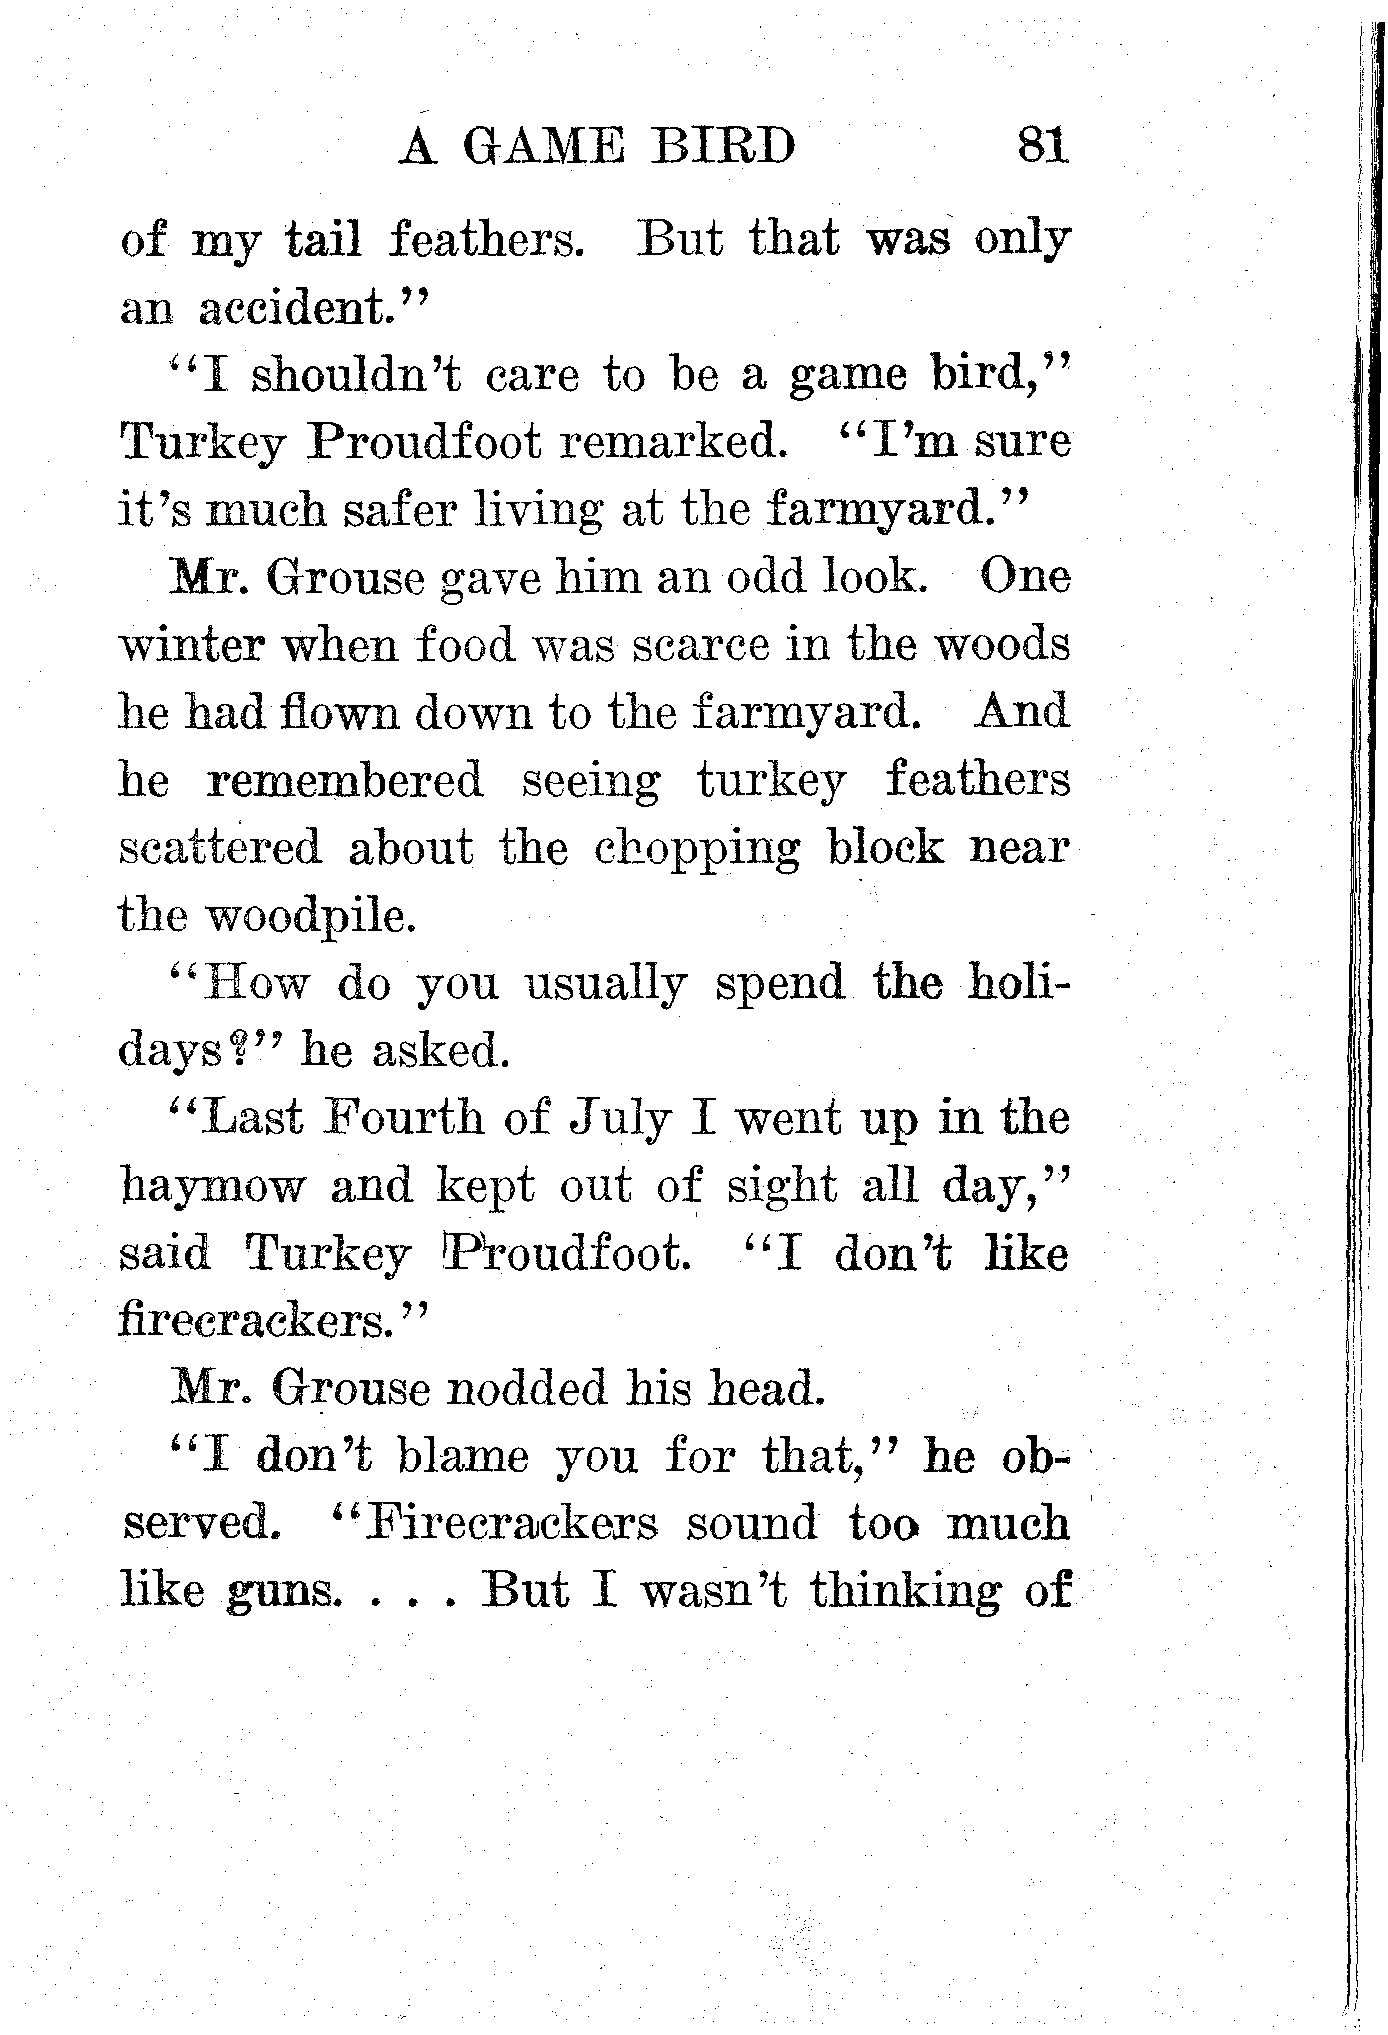 A GAME BIRD 81
of my tail feathers. But that was only
an accident."
"I shouldn't care to be a game bird,"
Turkey Proudfoot remarked. "I'm sure
it's much safer living at the farmyard."
Mr. Grouse gave him an odd look. One
winter when food was scarce in the woods
he had flown down to the farmyard. And
he remembered seeing turkey feathers
scattered about the chopping block near
the woodpile.
"How do you usually spend the holi-
days?" he asked.
"Last Fourth of July I went up in the
haymow and kept out of sight all day,"
said Turkey Proudfoot. "I don't like
firecrackers."
Mr. Grouse nodded his head.
"I don't blame you for that," he ob-
served. "Firecrackers sound too much
like guns. . . . But I wasn't thinking of